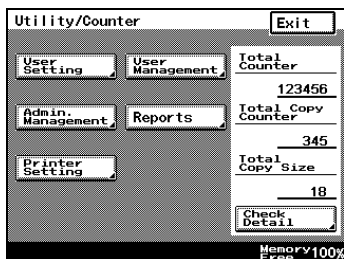 Utility/Counter
Exit
User
Setting
User
Management
Admin.
Management
Reports
Printer
Setting
Total
Counter
123456
Total Copy
Counter
345
Total
Copy Size
18
Check
Detail
Memory
Free 100%